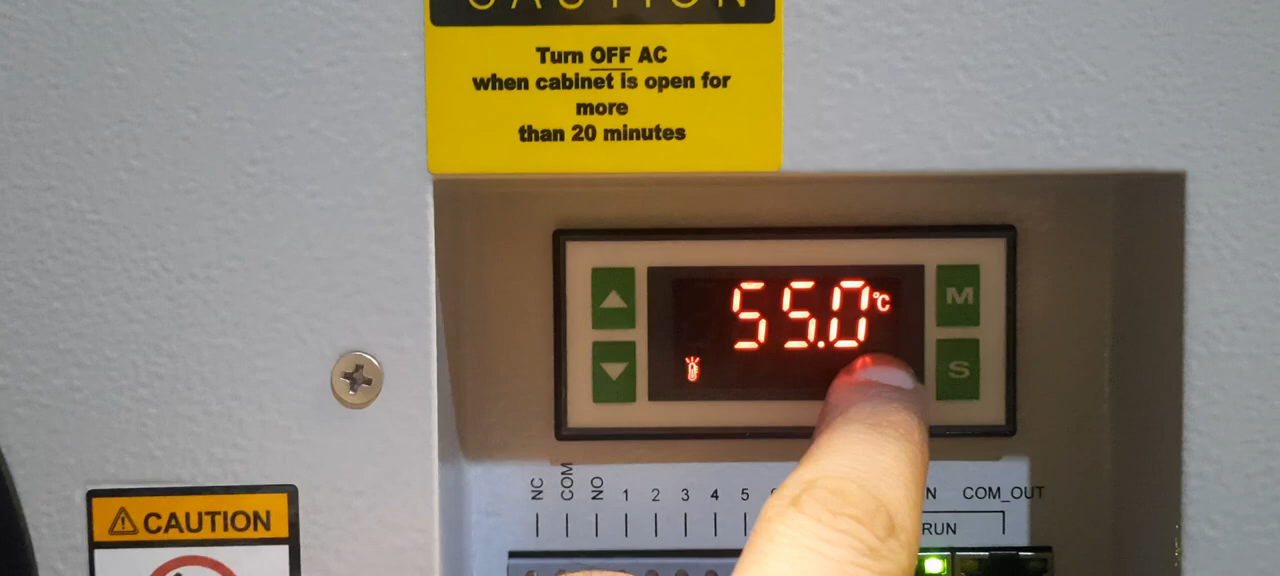 CAUTION
Turn OFF AC
when cabinet is open for
more
than 20 minutes
55.0°C
M
S
NC COM NO 1 2 3 4 5 COM_OUT
RUN
CAUTION